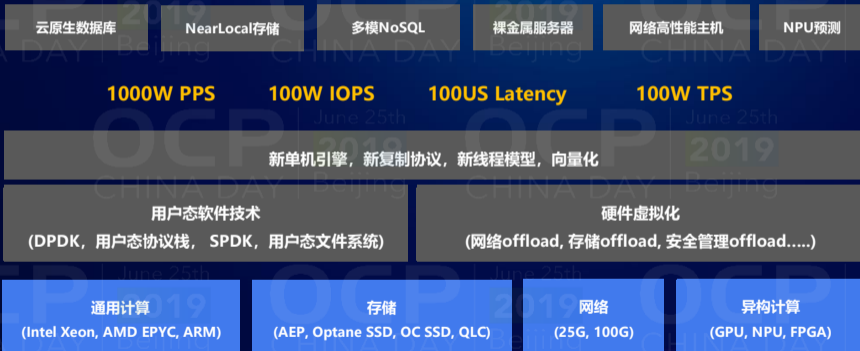 云原生数据库
NearLocal存储
多模NoSQL
裸金属服务器
网络高性能主机
NPU预测
1000W PPS
100W IOPS
100US Latency
100W TPS
新单机引擎，新复制协议，新线程模型，向量化
用户态软件技术
(DPDK，用户态协议栈， SPDK，用户态文件系统)
硬件虚拟化
(网络offload, 存储offload, 安全管理offload…..)
通用计算
(Intel Xeon, AMD EPYC, ARM)
存储
(AEP, Optane SSD, OC SSD, QLC)
网络
(25G, 100G)
异构计算
(GPU, NPU, FPGA)
OCP
CHINA DAY
June 25th
2019
Beijing